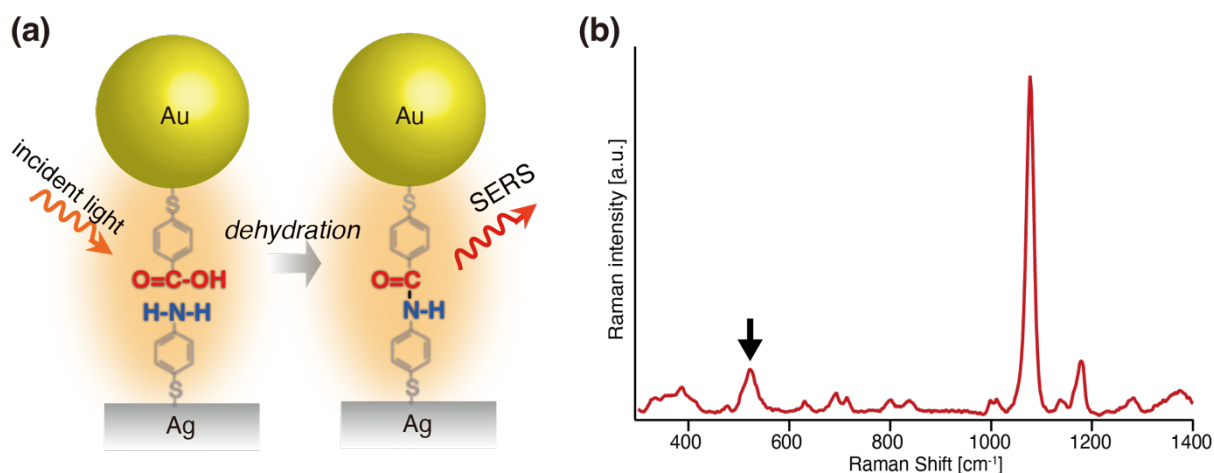 (a)
Au
Au
incident light
S
S
dehydration
SERS
O=C-OH
O=C
H-N-H
N-H
S
S
Ag
Ag
(b)
Raman intensity [a.u.]
400
600
800
1000
1200
1400
Raman Shift [cm⁻¹]